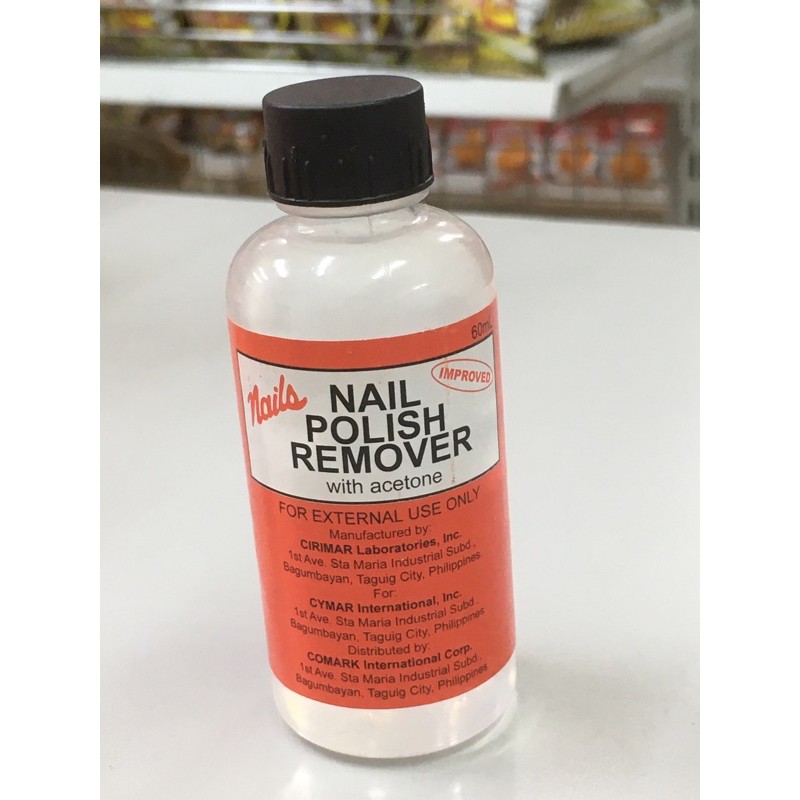 60mL
IMPROVED
Nails
NAIL
POLISH
REMOVER
with acetone
FOR EXTERNAL USE ONLY
Manufactured by:
CIRIMAR Laboratories, Inc.
1st Ave. Sta Maria Industrial Subd.,
Bagumbayan, Taguig City, Philippines.
For:
CYMAR International, Inc.
1st Ave. Sta Maria Industrial Subd.
Bagumbayan, Taguig City, Philippines
Distributed by:
COMARK International Corp.
1st Ave. Sta Maria Industrial Subd.,
Bagumbayan, Taguig City, Philippines